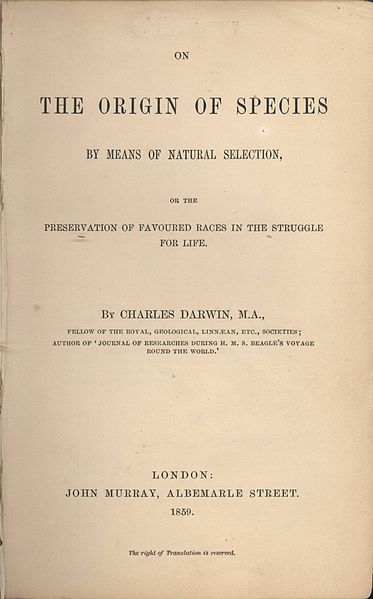 ON
THE ORIGIN OF SPECIES
BY MEANS OF NATURAL SELECTION,
OR THE
PRESERVATION OF FAVOURED RACES IN THE STRUGGLE
FOR LIFE.
BY CHARLES DARWIN, M.A.,
FELLOW OF THE ROYAL, GEOLOGICAL, LINNÆAN, ETC., SOCIETIES;
AUTHOR OF ‘JOURNAL OF RESEARCHES DURING H. M. S. BEAGLE’S VOYAGE
ROUND THE WORLD.’
LONDON:
JOHN MURRAY, ALBEMARLE STREET.
1859.
The right of Translation is reserved.